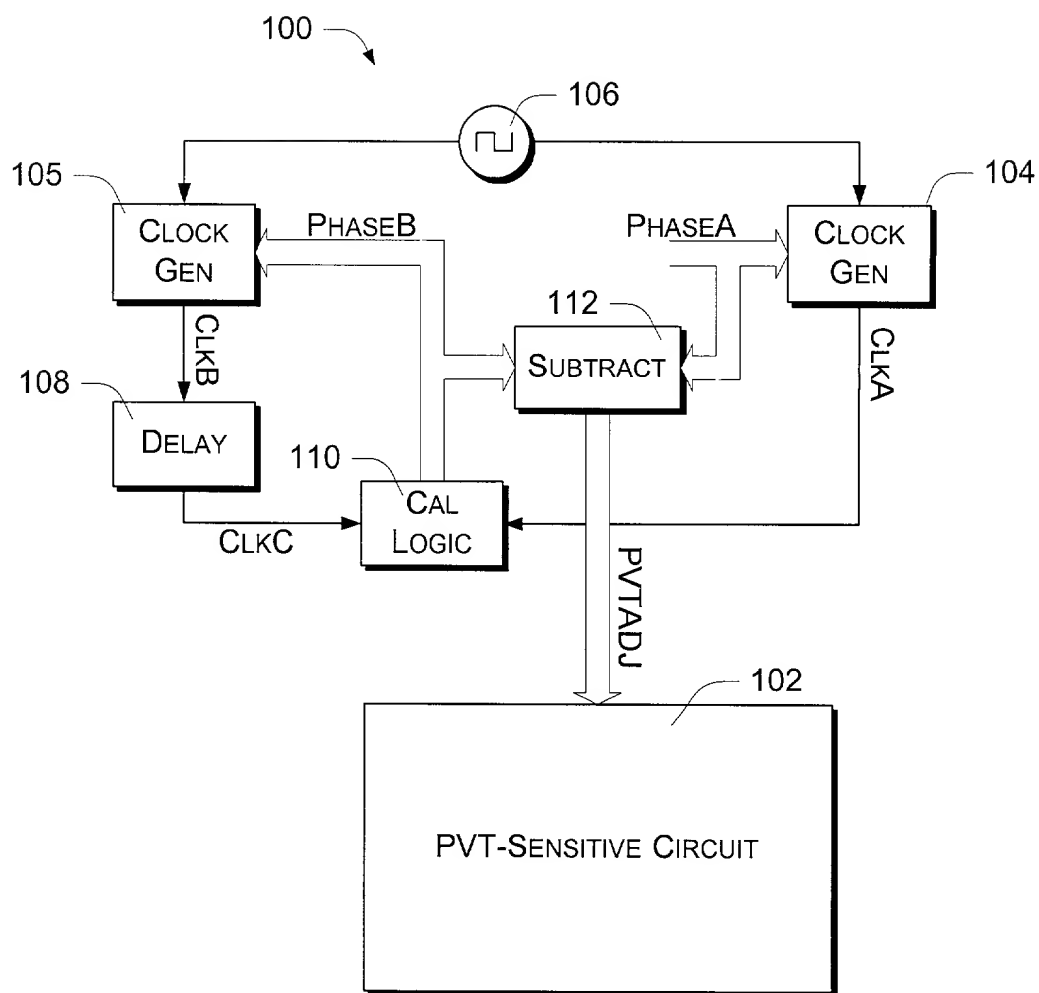 100
106
105
104
PHASEB
PHASEA
CLOCK
GEN
CLOCK
GEN
112
CLKB
SUBTRACT
CLKA
108
DELAY
110
CAL
LOGIC
CLKC
PVTADJ
102
PVT-SENSITIVE CIRCUIT